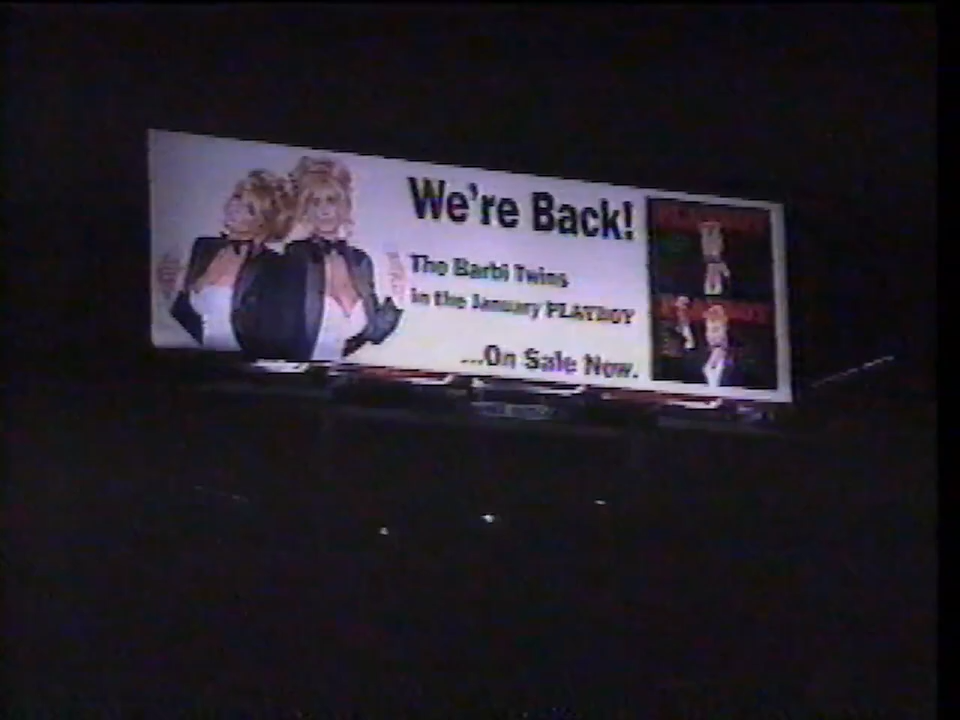 We're Back!
The Barbi Twins
in the January PLAYBOY
...On Sale Now.